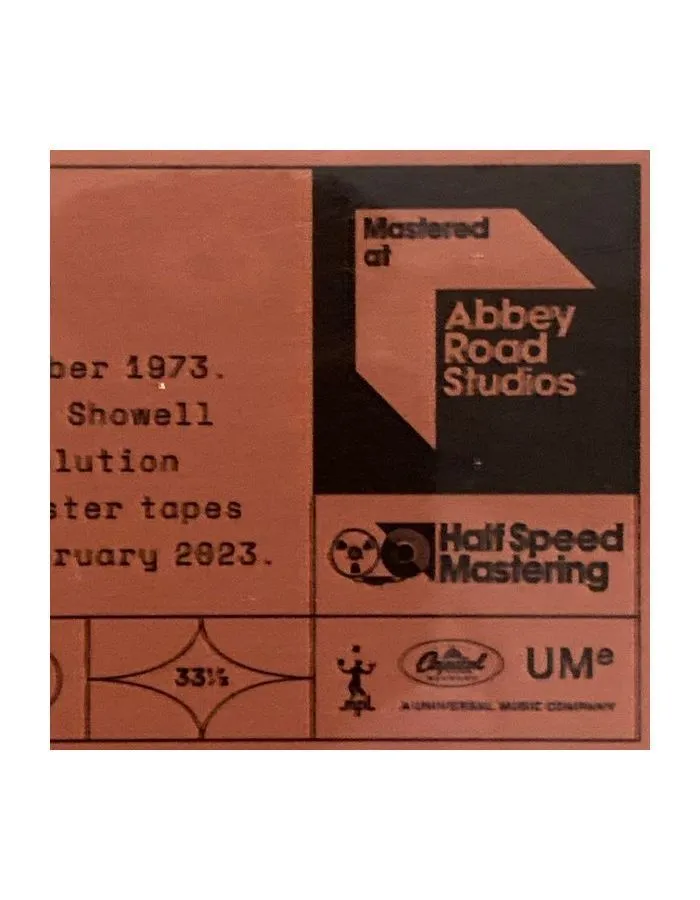 Mastered
at
Abbey
Road
Studios
ber 1973.
Showell
lution
ster tapes
ruary 2023.
Half Speed
Mastering
33⅓
mpl
Capitol
UMe
A UNIVERSAL MUSIC COMPANY